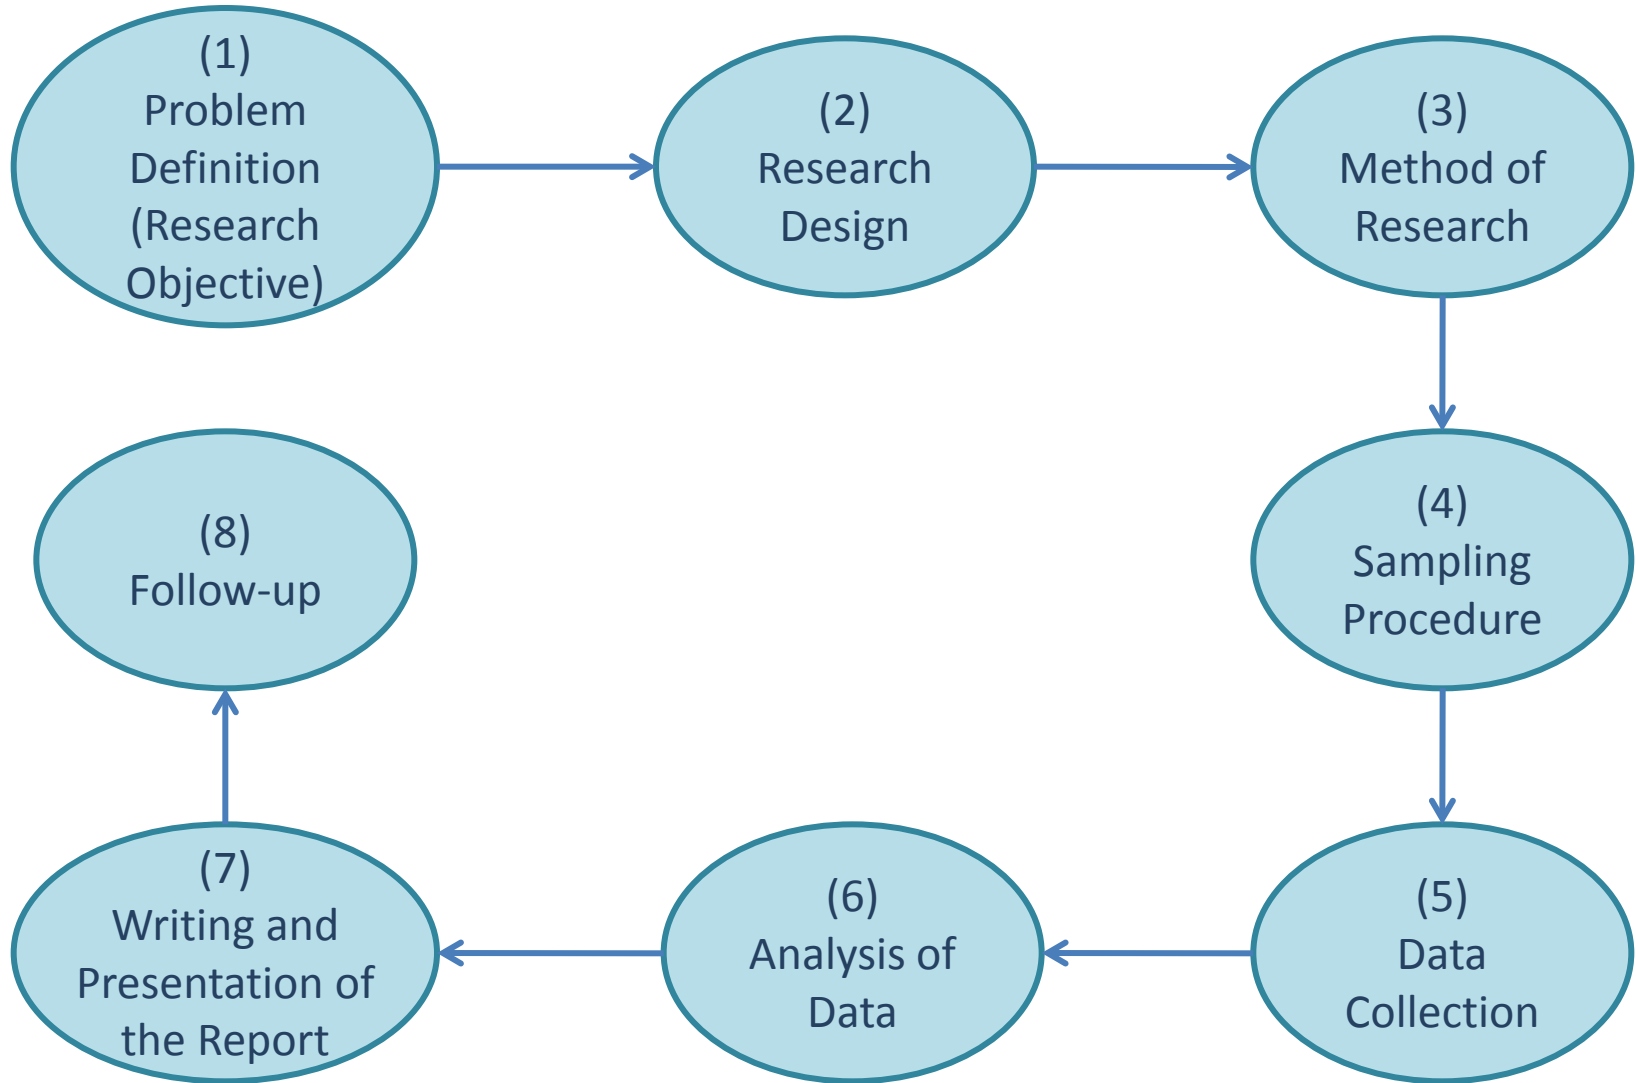 (1)
Problem
Definition
(Research
Objective)
(2)
Research
Design
(3)
Method of
Research
(4)
Sampling
Procedure
(5)
Data
Collection
(6)
Analysis of
Data
(7)
Writing and
Presentation of
the Report
(8)
Follow-up